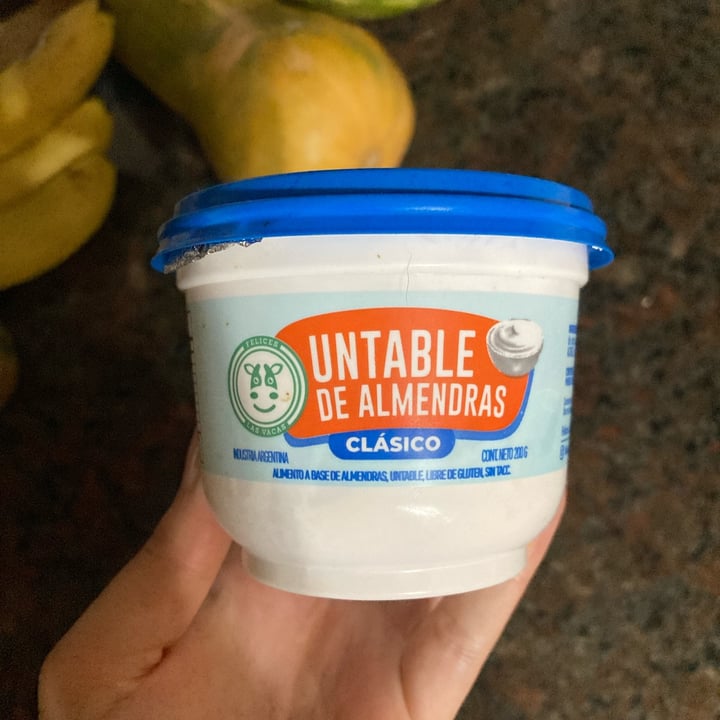 FELICES
LAS VACAS
UNTABLE
DE ALMENDRAS
CLÁSICO
INDUSTRIA ARGENTINA
CONT. NETO 200 G
ALIMENTO A BASE DE ALMENDRAS, UNTABLE, LIBRE DE GLUTEN, SIN TACC.